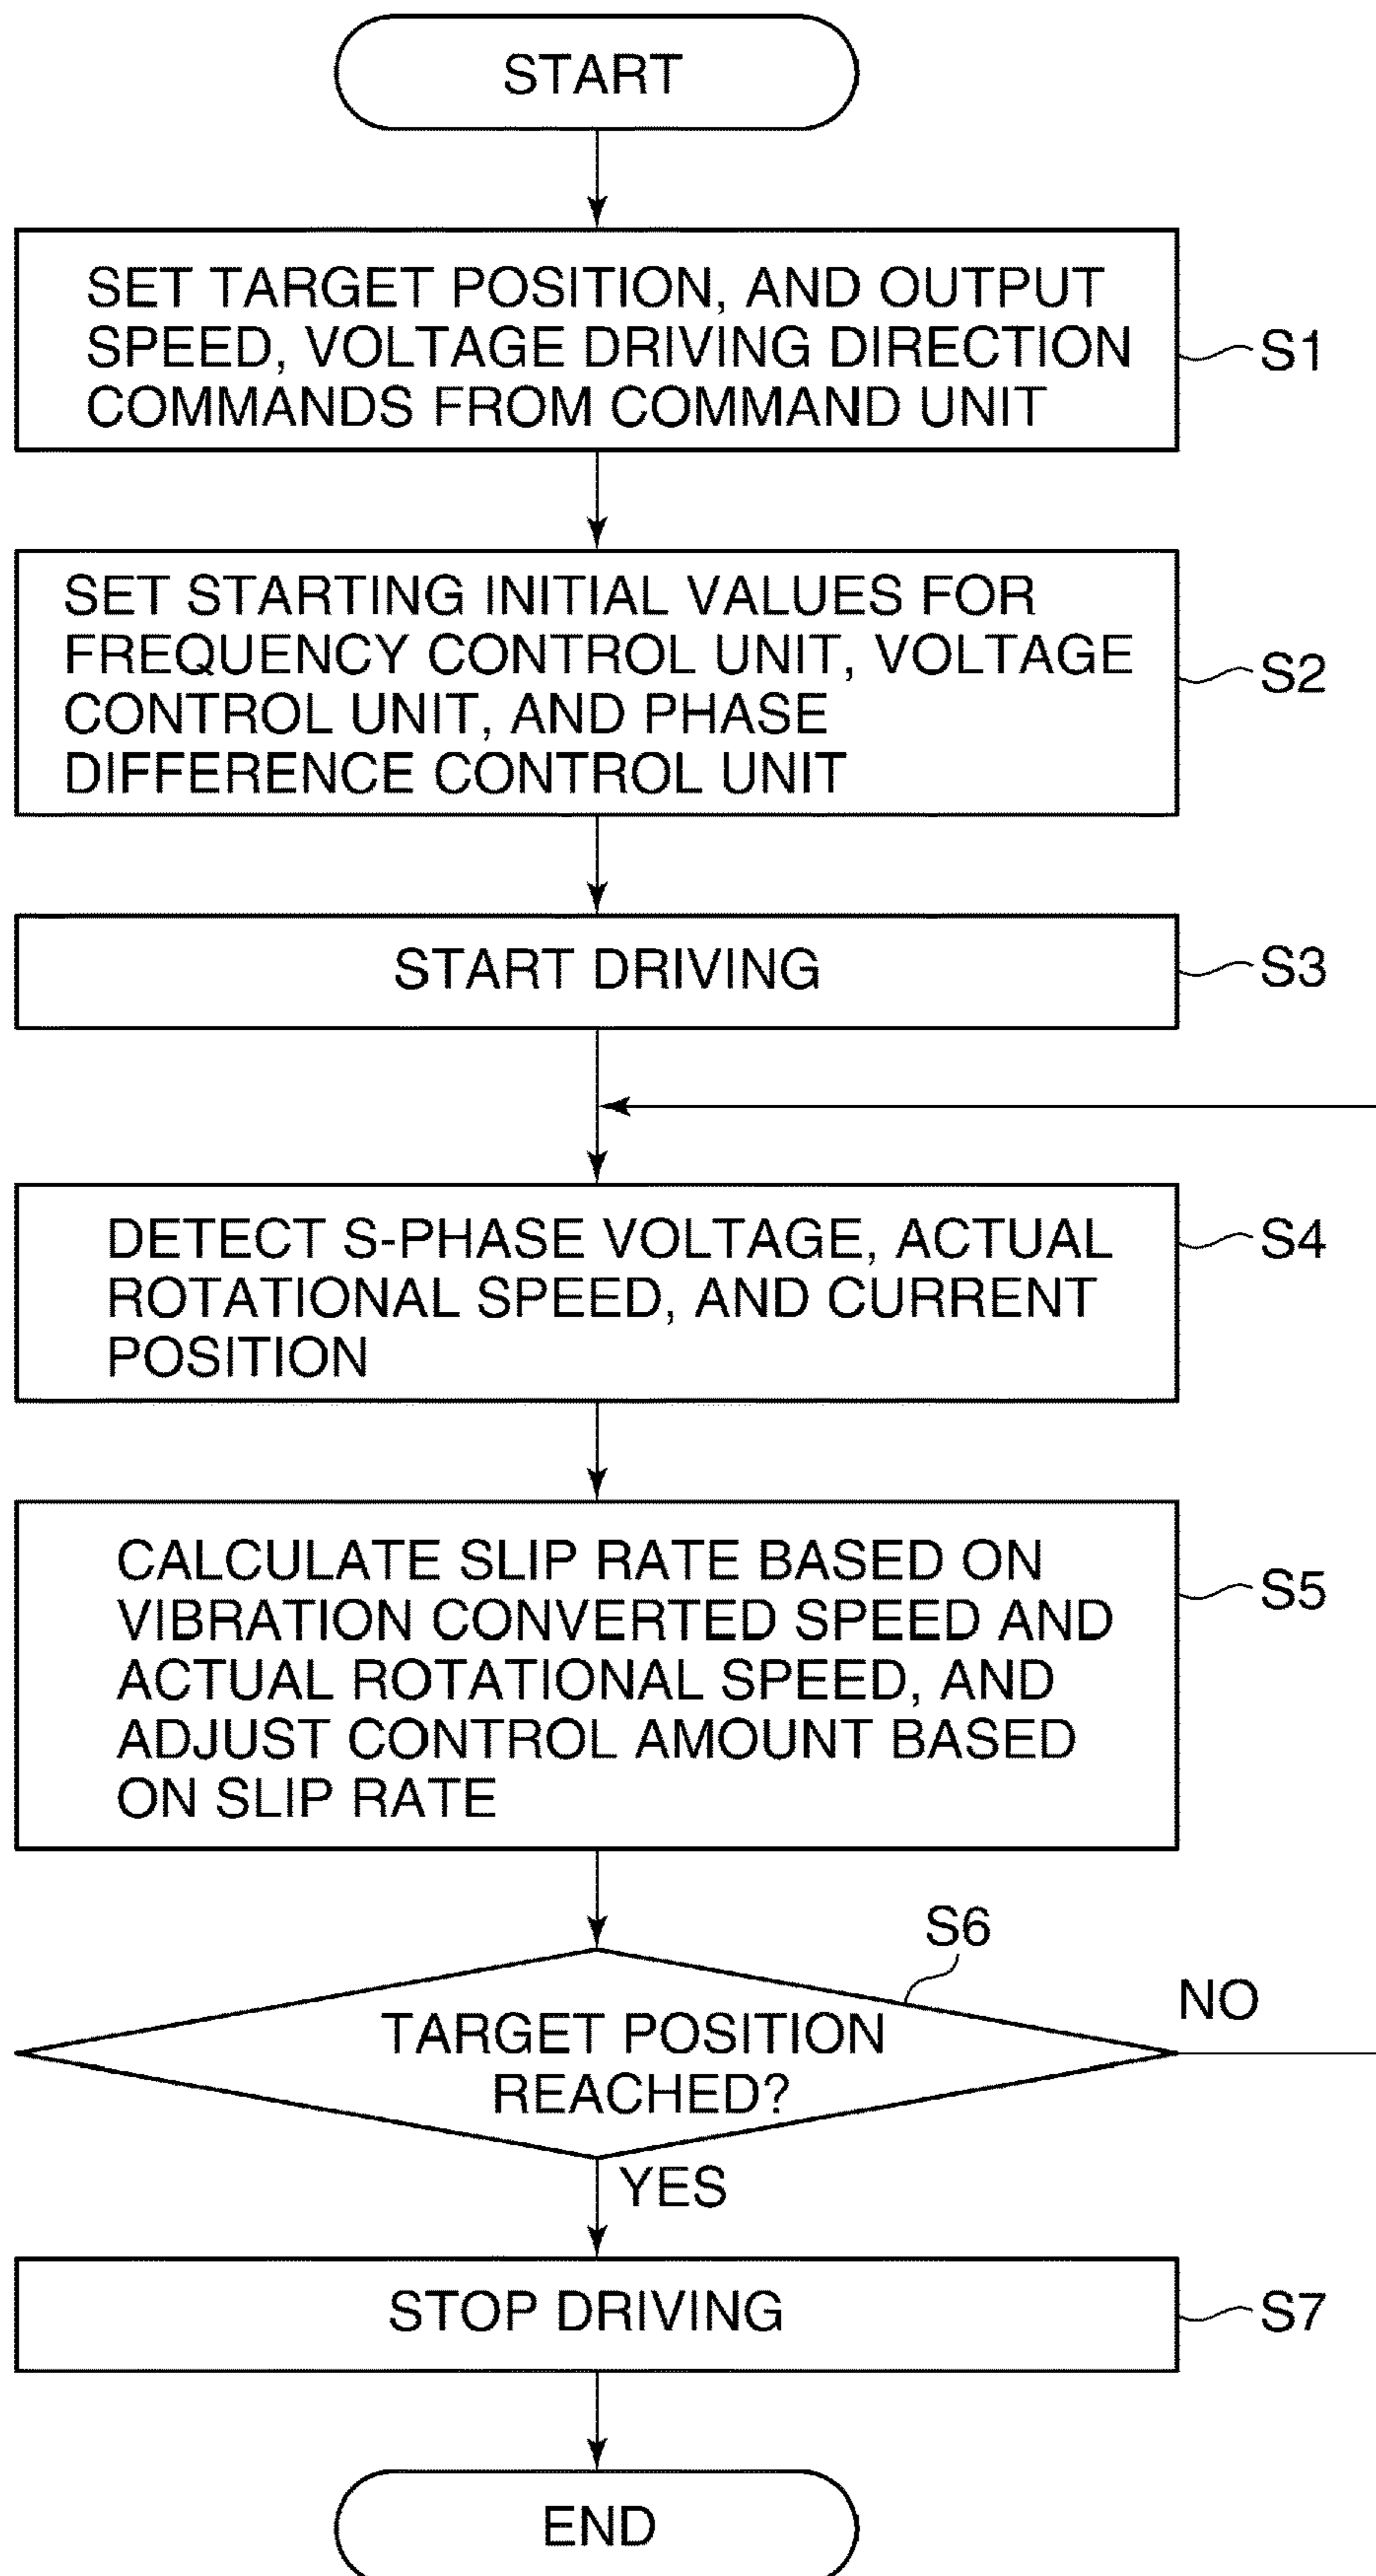 START
SET TARGET POSITION, AND OUTPUT
SPEED, VOLTAGE DRIVING DIRECTION
COMMANDS FROM COMMAND UNIT
S1
SET STARTING INITIAL VALUES FOR
FREQUENCY CONTROL UNIT, VOLTAGE
CONTROL UNIT, AND PHASE
DIFFERENCE CONTROL UNIT
S2
START DRIVING
S3
DETECT S-PHASE VOLTAGE, ACTUAL
ROTATIONAL SPEED, AND CURRENT
POSITION
S4
CALCULATE SLIP RATE BASED ON
VIBRATION CONVERTED SPEED AND
ACTUAL ROTATIONAL SPEED, AND
ADJUST CONTROL AMOUNT BASED
ON SLIP RATE
S5
S6
TARGET POSITION
REACHED?
NO
YES
STOP DRIVING
S7
END